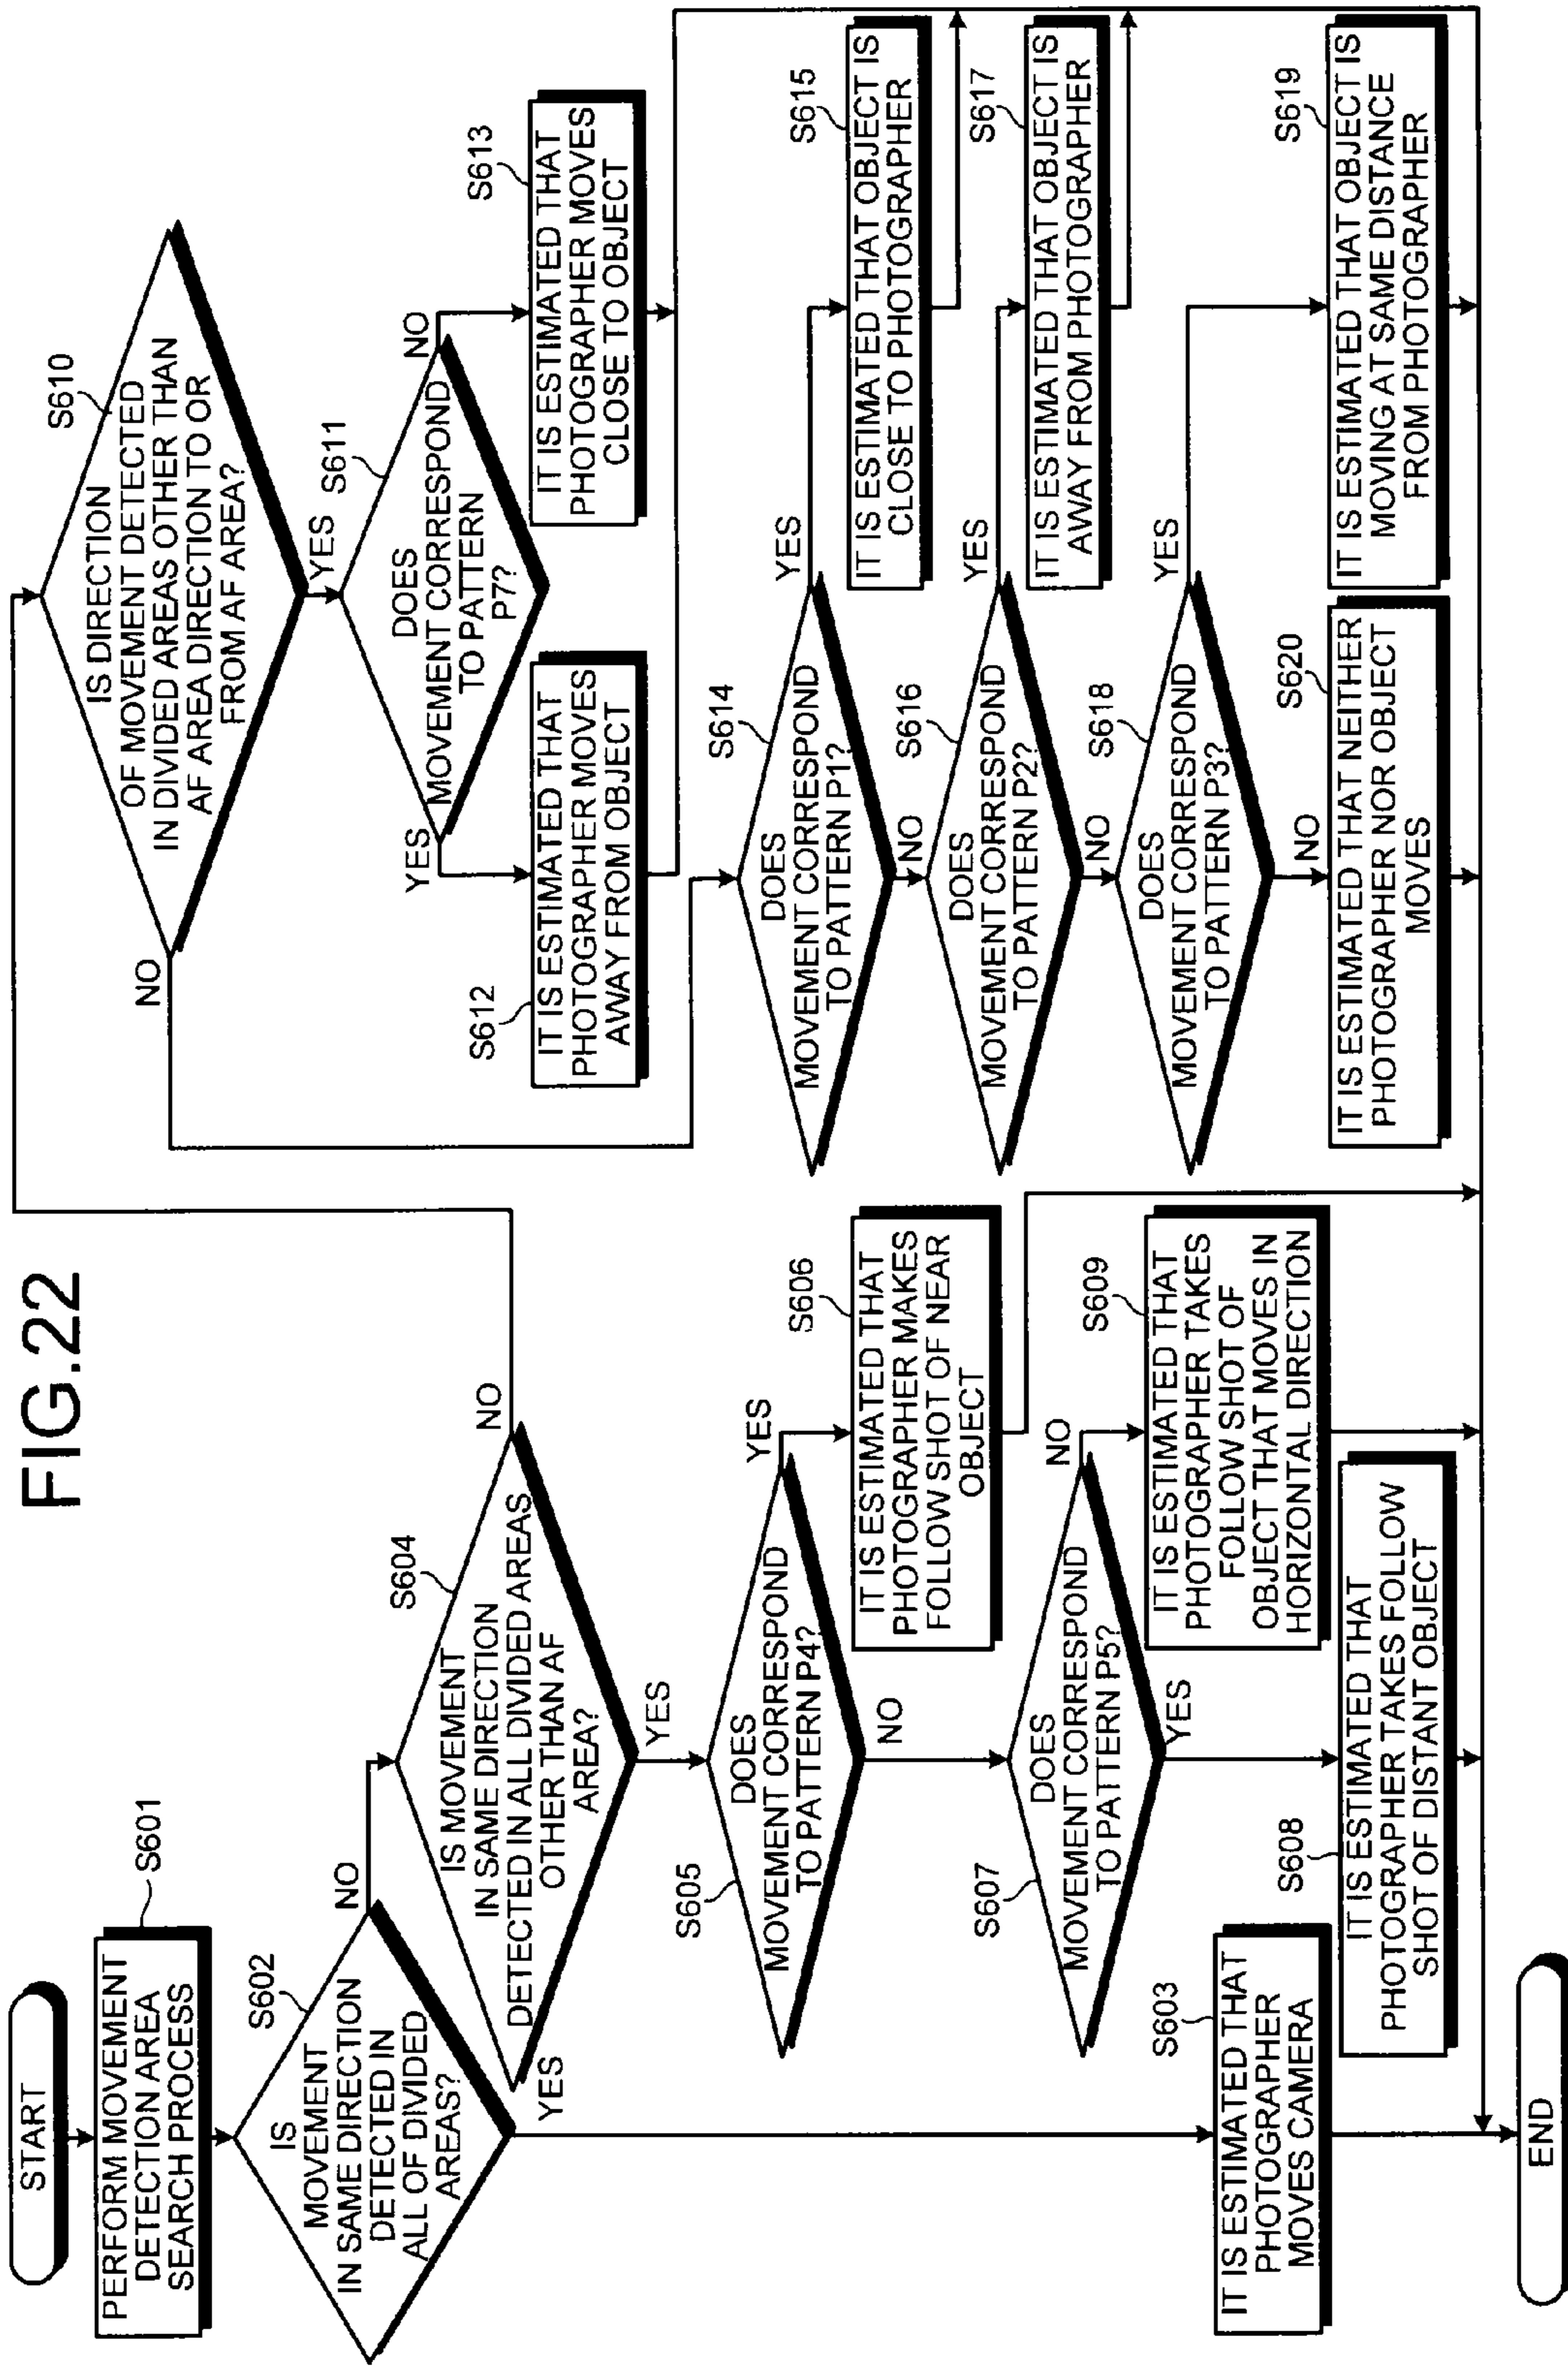 FIG.22
START
PERFORM MOVEMENT
DETECTION AREA
SEARCH PROCESS
S601
IS
MOVEMENT
IN SAME DIRECTION
DETECTED IN
ALL OF DIVIDED
AREAS?
S602
NO
YES
IT IS ESTIMATED THAT
PHOTOGRAPHER
MOVES CAMERA
S603
IS MOVEMENT
IN SAME DIRECTION
DETECTED IN ALL DIVIDED AREAS
OTHER THAN AF
AREA?
S604
NO
YES
DOES
MOVEMENT CORRESPOND
TO PATTERN P4?
S605
YES
NO
IT IS ESTIMATED THAT
PHOTOGRAPHER MAKES
FOLLOW SHOT OF NEAR
OBJECT
S606
DOES
MOVEMENT CORRESPOND
TO PATTERN P5?
S607
NO
YES
IT IS ESTIMATED THAT
PHOTOGRAPHER TAKES FOLLOW
SHOT OF DISTANT OBJECT
S608
IT IS ESTIMATED THAT
PHOTOGRAPHER TAKES
FOLLOW SHOT OF
OBJECT THAT MOVES IN
HORIZONTAL DIRECTION
S609
END
IS DIRECTION
OF MOVEMENT DETECTED
IN DIVIDED AREAS OTHER THAN
AF AREA DIRECTION TO OR
FROM AF AREA?
S610
NO
YES
DOES
MOVEMENT CORRESPOND
TO PATTERN
P7?
S611
YES
NO
IT IS ESTIMATED THAT
PHOTOGRAPHER MOVES
AWAY FROM OBJECT
S612
IT IS ESTIMATED THAT
PHOTOGRAPHER MOVES
CLOSE TO OBJECT
S613
DOES
MOVEMENT CORRESPOND
TO PATTERN P1?
S614
YES
NO
IT IS ESTIMATED THAT OBJECT IS
CLOSE TO PHOTOGRAPHER
S615
DOES
MOVEMENT CORRESPOND
TO PATTERN P2?
S616
YES
NO
IT IS ESTIMATED THAT OBJECT IS
AWAY FROM PHOTOGRAPHER
S617
DOES
MOVEMENT CORRESPOND
TO PATTERN P3?
S618
YES
NO
IT IS ESTIMATED THAT OBJECT IS
MOVING AT SAME DISTANCE
FROM PHOTOGRAPHER
S619
IT IS ESTIMATED THAT NEITHER
PHOTOGRAPHER NOR OBJECT
MOVES
S620